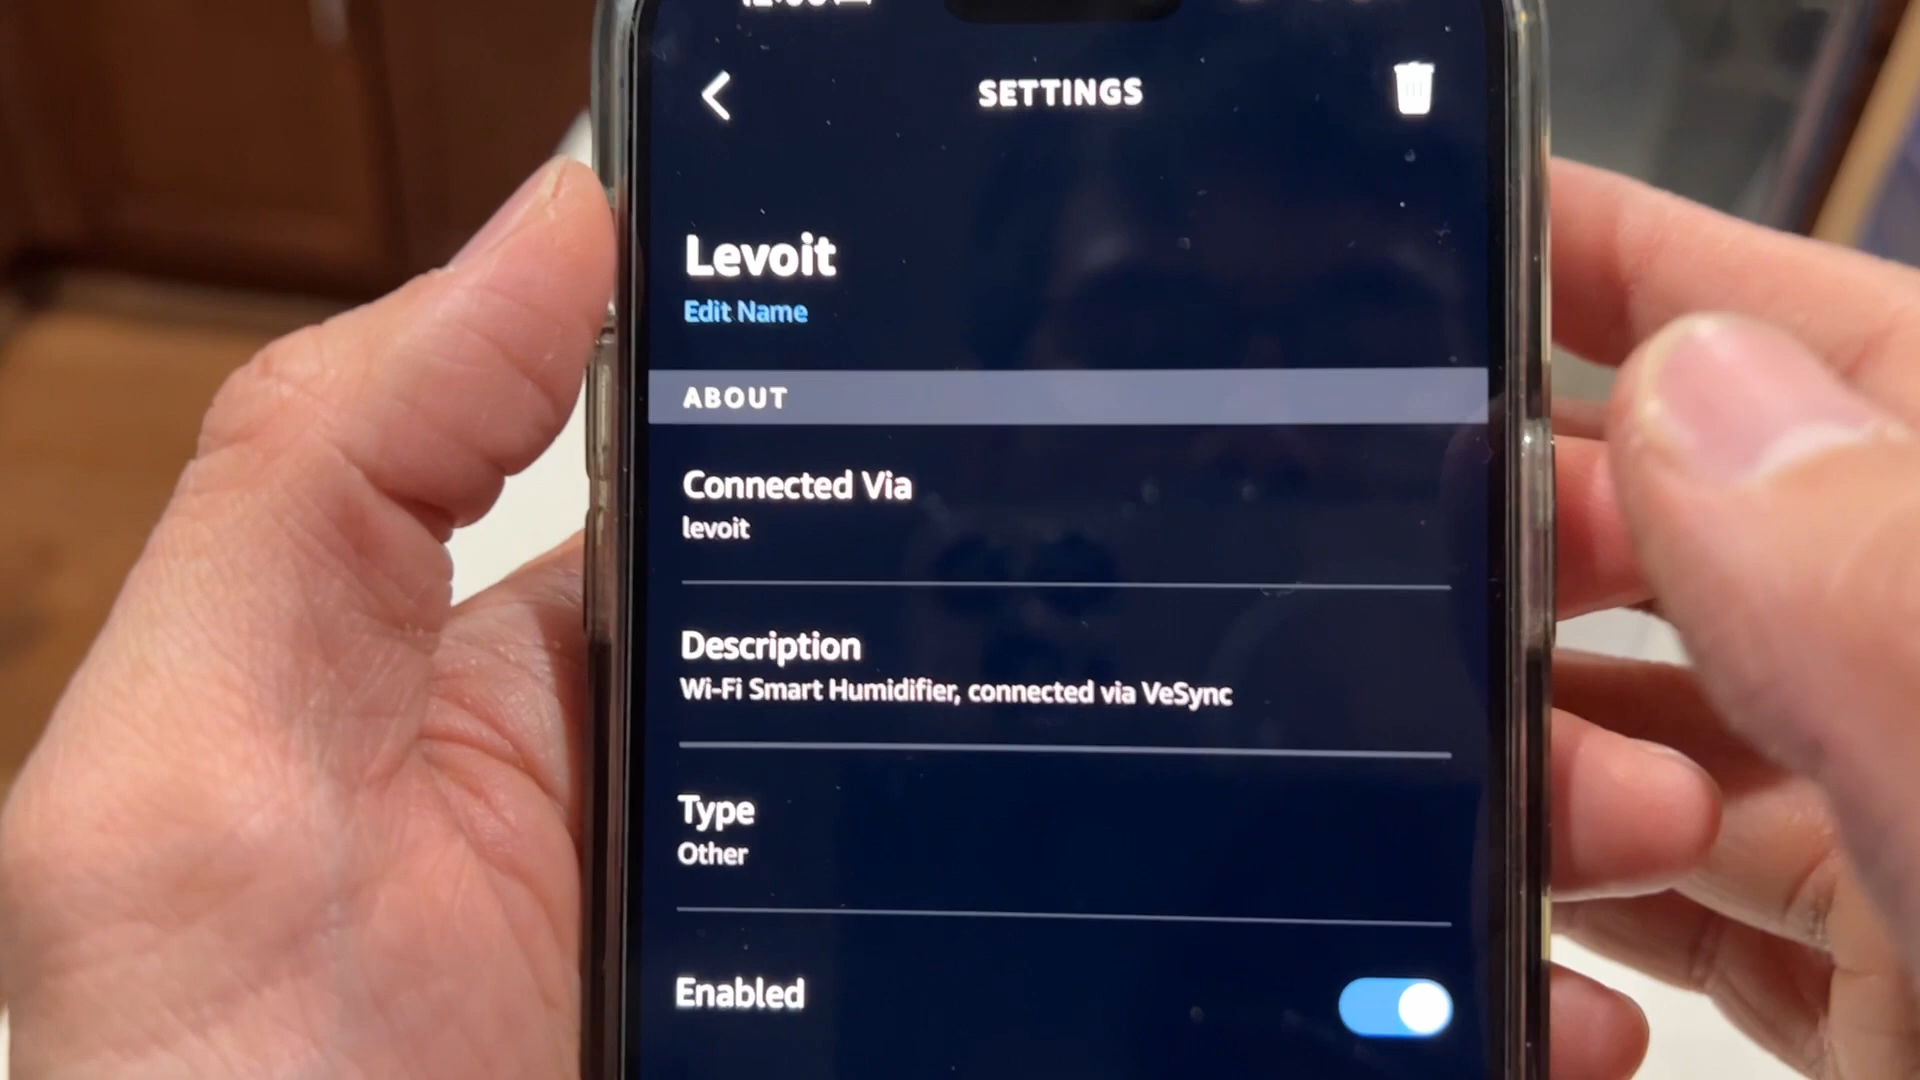 SETTINGS
Levoit
Edit Name
ABOUT
Connected Via
levoit
Description
Wi-Fi Smart Humidifier, connected via VeSync
Type
Other
Enabled